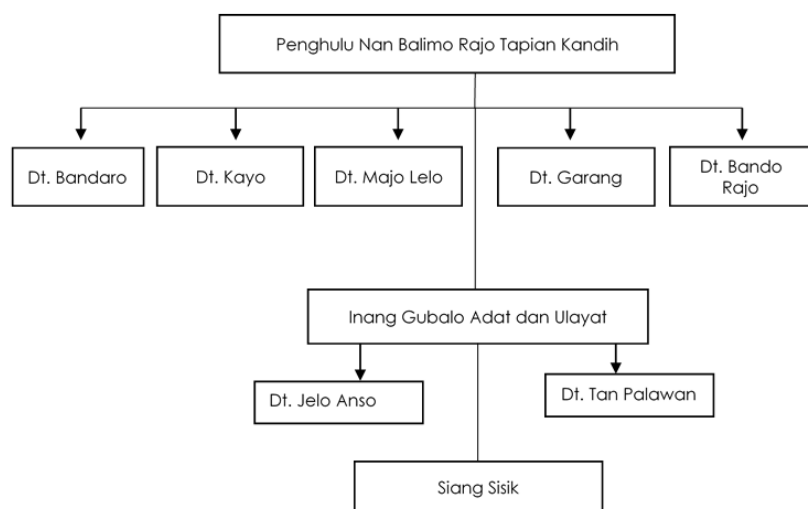 Penghulu Nan Balimo Rajo Tapian Kandih
Dt. Bandaro
Dt. Kayo
Dt. Majo Lelo
Dt. Garang
Dt. Bando
Rajo
Inang Gubalo Adat dan Ulayat
Dt. Jelo Anso
Dt. Tan Palawan
Siang Sisik